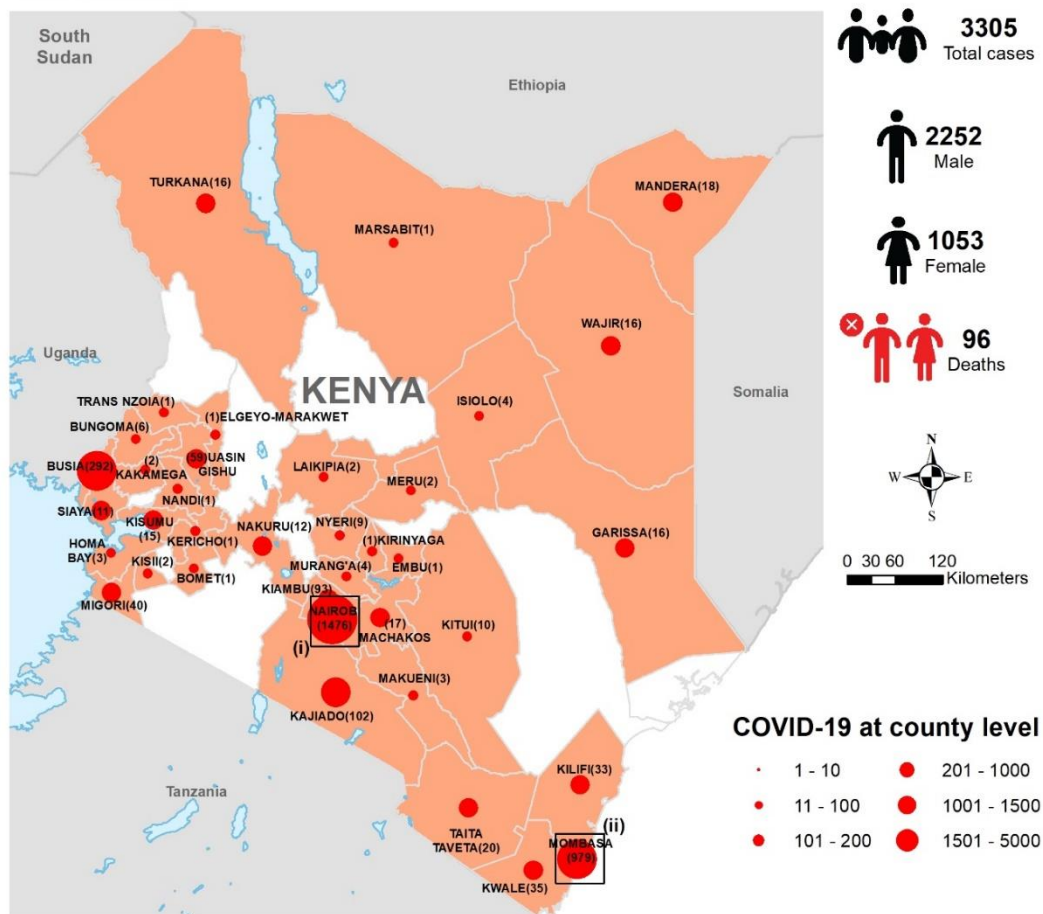 South
Sudan
Ethiopia
3305
Total cases
2252
Male
1053
Female
96
Deaths
TURKANA(16)
MARSABIT(1)
MANDERA(18)
WAJIR(16)
Uganda
KENYA
Somalia
ISIOLO(4)
TRANS NZOIA(1)
(1)ELGEYO-MARAKWET
BUNGOMA(6)
BUSIA(292)
(2)
KAKAMEGA
(59)UASIN
GISHU
LAIKIPIA(2)
MERU(2)
NANDI(1)
SIAYA(11)
KISUMU
(15)
NAKURU(12)
NYERI(9)
GARISSA(16)
KERICHO(1)
(1)KIRINYAGA
HOMA
BAY(3)
KISII(2)
BOMET(1)
MURANG'A(4)
EMBU(1)
MIGORI(40)
KIAMBU(93)
NAIROBI
(1476)
(i)
(17)
MACHAKOS
KITUI(10)
MAKUENI(3)
KAJIADO(102)
Tanzania
KILIFI(33)
TAITA
TAVETA(20)
(ii)
MOMBASA
(979)
KWALE(35)
N
W
E
S
0 30 60
120
Kilometers
COVID-19 at county level
1 - 10
201 - 1000
11 - 100
1001 - 1500
101 - 200
1501 - 5000